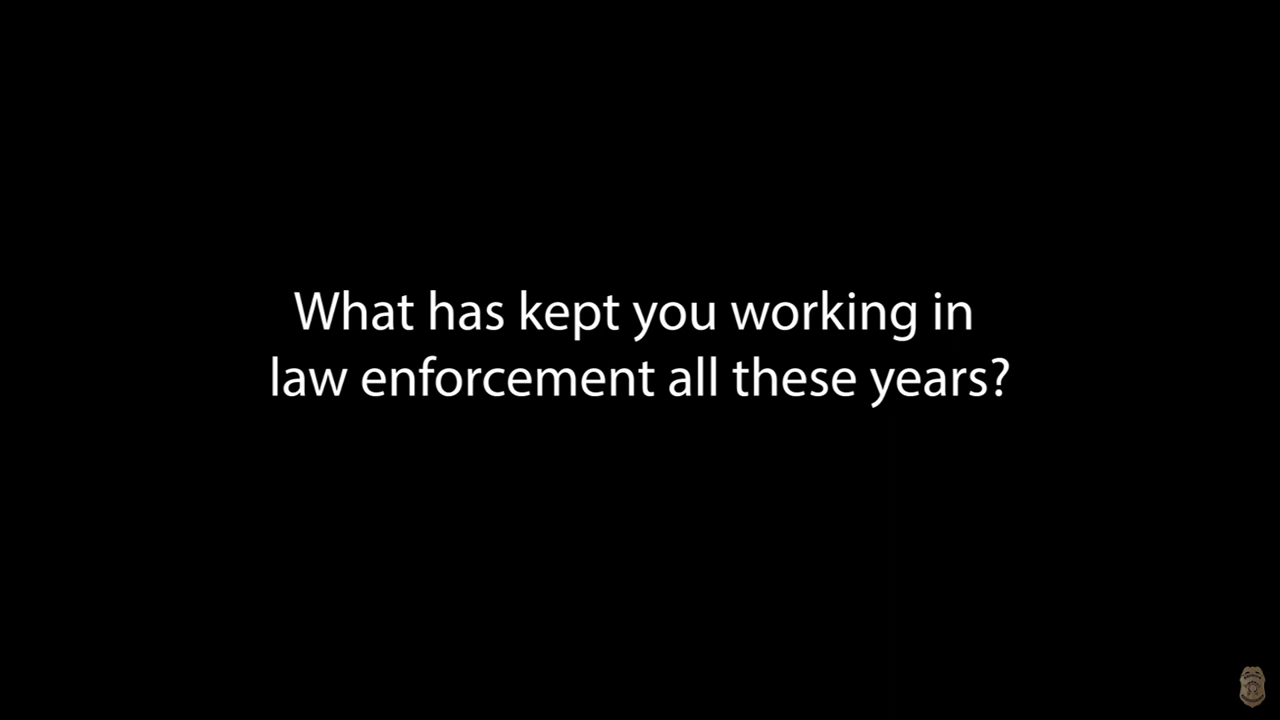 What has kept you working in
law enforcement all these years?